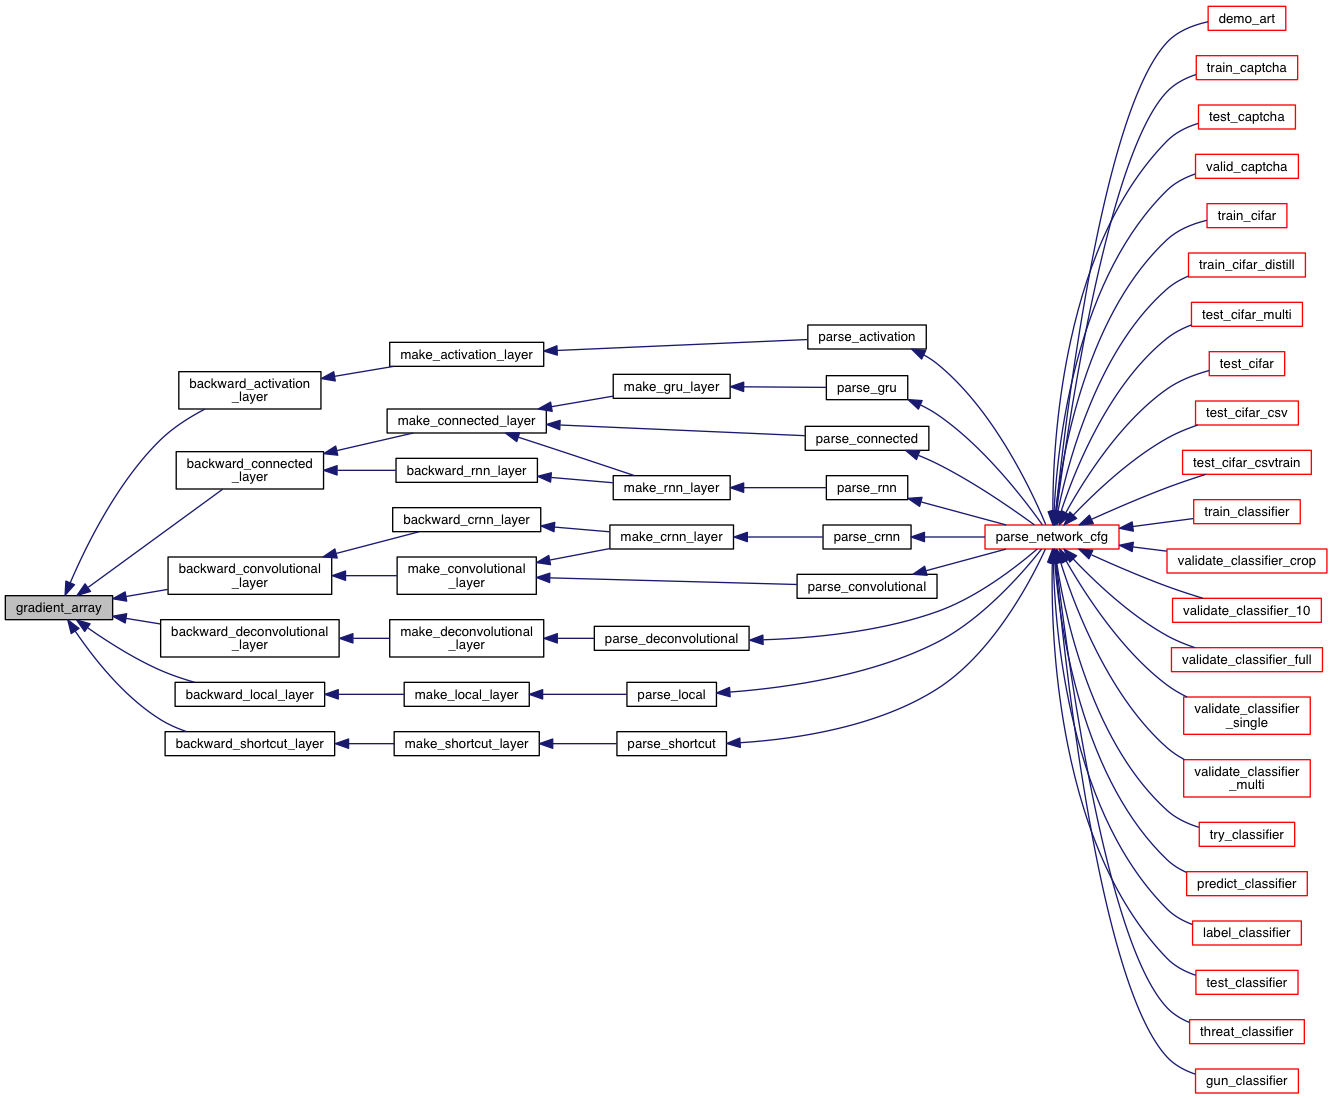 demo_art
train_captcha
test_captcha
valid_captcha
train_cifar
train_cifar_distill
test_cifar_multi
test_cifar
test_cifar_csv
test_cifar_csvtrain
train_classifier
validate_classifier_crop
validate_classifier_10
validate_classifier_full
validate_classifier
_single
validate_classifier
_multi
try_classifier
predict_classifier
label_classifier
test_classifier
threat_classifier
gun_classifier
parse_network_cfg
parse_activation
parse_gru
parse_connected
parse_rnn
parse_crnn
parse_convolutional
parse_deconvolutional
parse_local
parse_shortcut
make_gru_layer
make_rnn_layer
make_crnn_layer
make_activation_layer
make_connected_layer
backward_rnn_layer
backward_crnn_layer
make_convolutional
_layer
make_deconvolutional
_layer
make_local_layer
make_shortcut_layer
backward_activation
_layer
backward_connected
_layer
backward_convolutional
_layer
backward_deconvolutional
_layer
backward_local_layer
backward_shortcut_layer
gradient_array